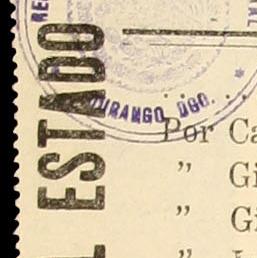 ESTADO
DURANGO, DGO.
Por Ca
" Gi
" Gi
"